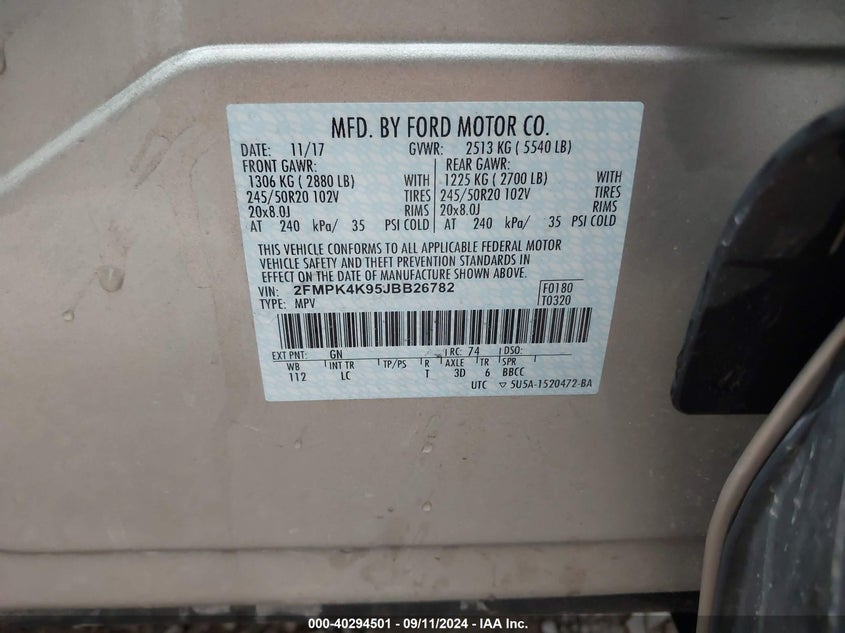 MFD. BY FORD MOTOR CO.
DATE: 11/17 GVWR: 2513 KG ( 5540 LB)
FRONT GAWR: REAR GAWR:
1306 KG ( 2880 LB) WITH 1225 KG ( 2700 LB) WITH
245/50R20 102V TIRES 245/50R20 102V TIRES
20x8.0J RIMS 20x8.0J RIMS
AT 240 kPa/ 35 PSI COLD AT 240 kPa/ 35 PSI COLD
THIS VEHICLE CONFORMS TO ALL APPLICABLE FEDERAL MOTOR
VEHICLE SAFETY AND THEFT PREVENTION STANDARDS IN
EFFECT ON THE DATE OF MANUFACTURE SHOWN ABOVE.
VIN: 2FMPK4K95JBB26782 F0180
TYPE: MPV T0320
EXT PNT: GN RC: 74 DSO:
WB INT TR TP/PS R AXLE TR SPR
112 LC T 3D 6 BBCC
UTC ▽ 5U5A-1520472-BA
000-40294501 - 09/11/2024 - IAA Inc.